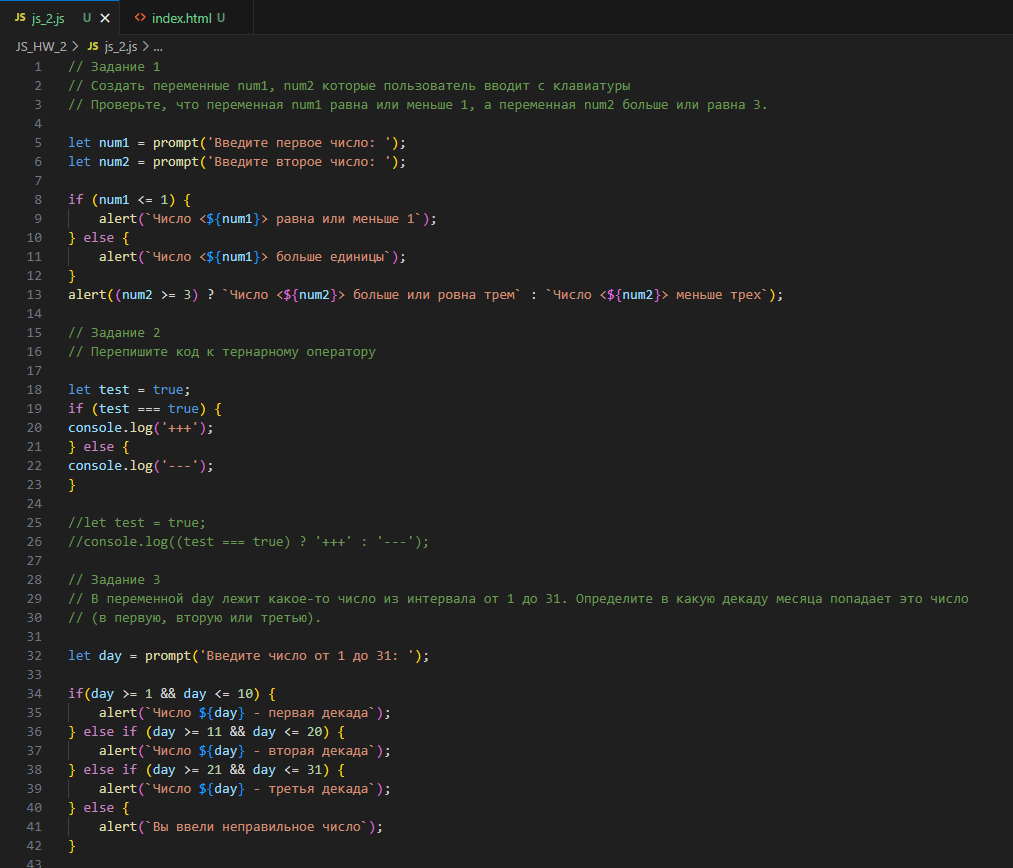 JS js_2.js U × <> index.html U
JS_HW_2 > JS js_2.js > ...
1 // Задание 1
2 // Создать переменные num1, num2 которые пользователь вводит с клавиатуры
3 // Проверьте, что переменная num1 равна или меньше 1, а переменная num2 больше или равна 3.
4
5 let num1 = prompt('Введите первое число: ');
6 let num2 = prompt('Введите второе число: ');
7
8 if (num1 <= 1) {
9     alert(`Число <${num1}> равна или меньше 1`);
10 } else {
11     alert(`Число <${num1}> больше единицы`);
12 }
13 alert((num2 >= 3) ? `Число <${num2}> больше или ровна трем` : `Число <${num2}> меньше трех`);
14
15 // Задание 2
16 // Перепишите код к тернарному оператору
17
18 let test = true;
19 if (test === true) {
20 console.log('+++');
21 } else {
22 console.log('---');
23 }
24
25 //let test = true;
26 //console.log((test === true) ? '+++' : '---');
27
28 // Задание 3
29 // В переменной day лежит какое-то число из интервала от 1 до 31. Определите в какую декаду месяца попадает это число
30 // (в первую, вторую или третью).
31
32 let day = prompt('Введите число от 1 до 31: ');
33
34 if(day >= 1 && day <= 10) {
35     alert(`Число ${day} - первая декада`);
36 } else if (day >= 11 && day <= 20) {
37     alert(`Число ${day} - вторая декада`);
38 } else if (day >= 21 && day <= 31) {
39     alert(`Число ${day} - третья декада`);
40 } else {
41     alert(`Вы ввели неправильное число`);
42 }
43